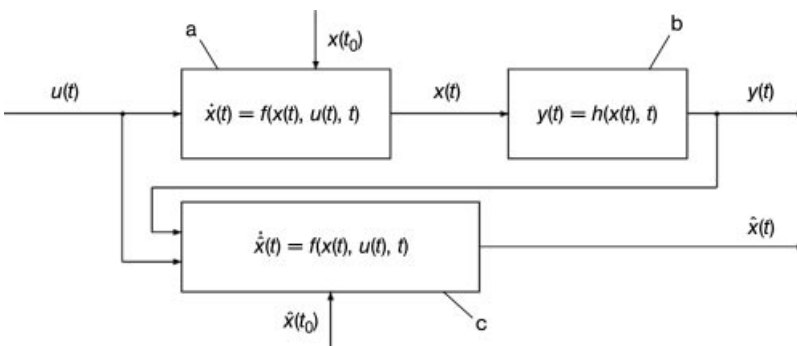 a
x(t₀)
b
u(t)
ẋ(t) = f(x(t), u(t), t)
x(t)
y(t) = h(x(t), t)
y(t)
x̂̇(t) = f(x(t), u(t), t)
x̂(t)
x̂(t₀)
c